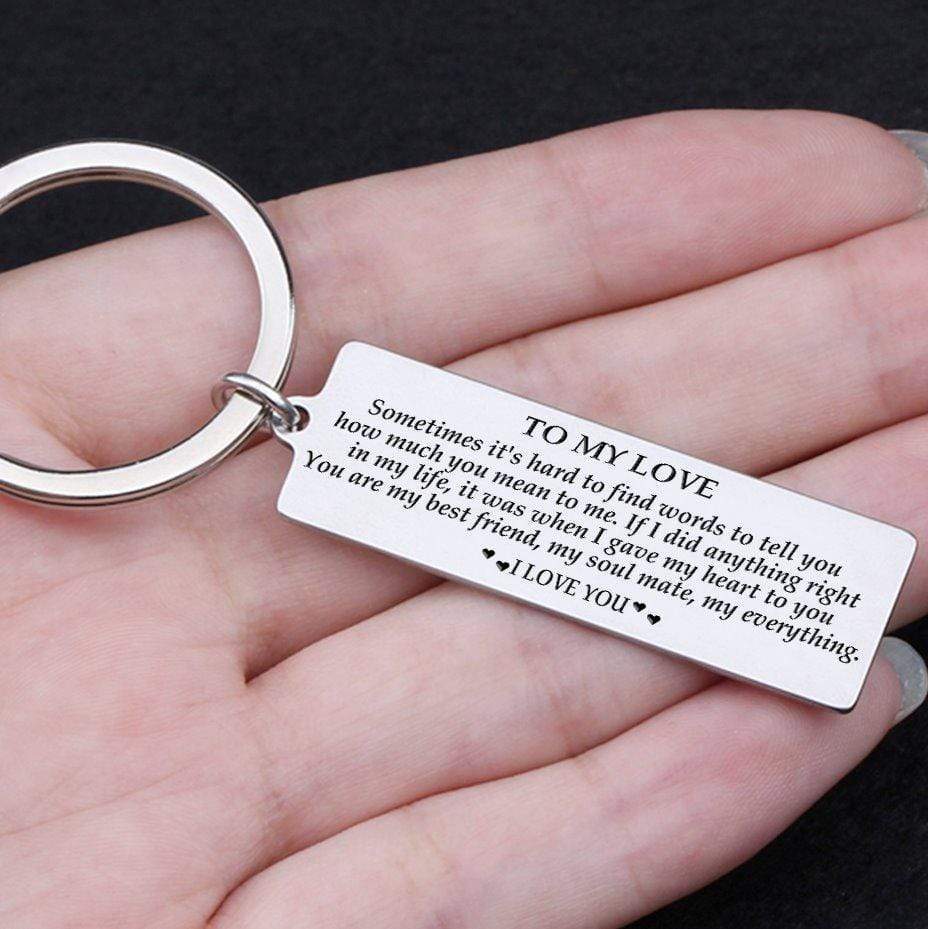 TO MY LOVE
Sometimes it's hard to find words to tell you
how much you mean to me. If I did anything right
in my life, it was when I gave my heart to you
You are my best friend, my soul mate, my everything.
♥♥I LOVE YOU♥♥